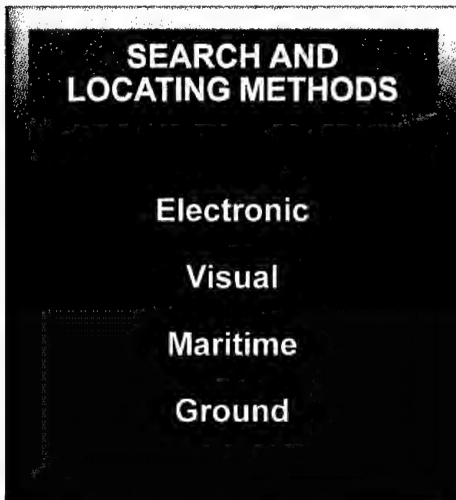 SEARCH AND
LOCATING METHODS
Electronic
Visual
Maritime
Ground